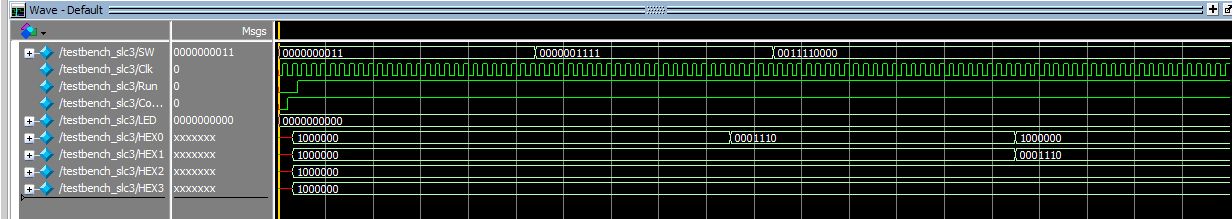 Wave - Default
Msgs
/testbench_slc3/SW 0000000011 0000000011 0000001111 0011110000
/testbench_slc3/Clk 0
/testbench_slc3/Run 0
/testbench_slc3/Co... 0
/testbench_slc3/LED 0000000000 0000000000
/testbench_slc3/HEX0 xxxxxxx 1000000 0001110 1000000
/testbench_slc3/HEX1 xxxxxxx 1000000 0001110
/testbench_slc3/HEX2 xxxxxxx 1000000
/testbench_slc3/HEX3 xxxxxxx 1000000